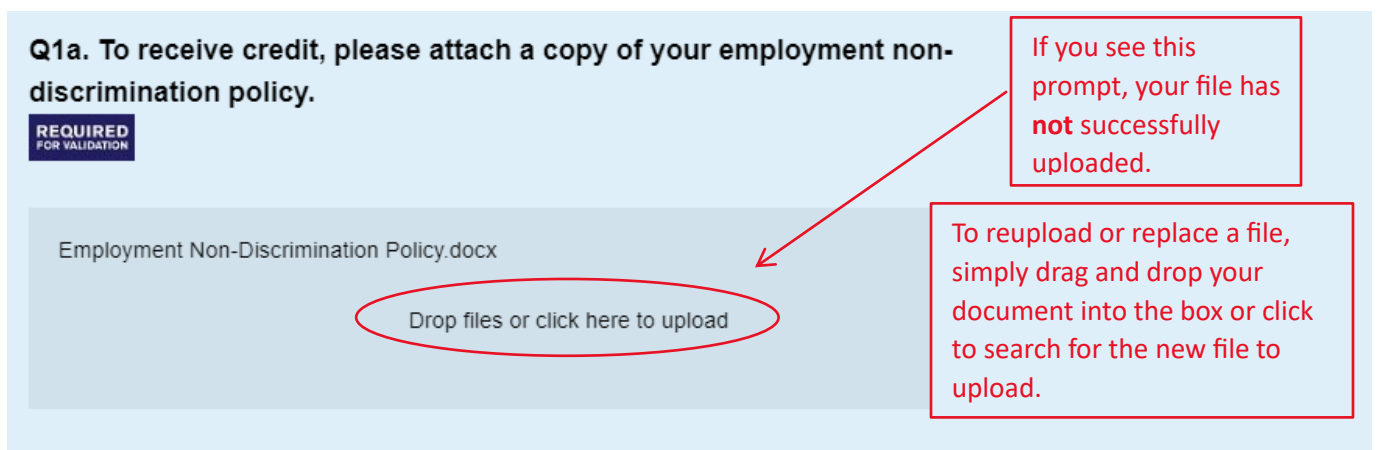 Q1a. To receive credit, please attach a copy of your employment non-
discrimination policy.
REQUIRED
FOR VALIDATION
If you see this
prompt, your file has
not successfully
uploaded.
Employment Non-Discrimination Policy.docx
Drop files or click here to upload
To reupload or replace a file,
simply drag and drop your
document into the box or click
to search for the new file to
upload.